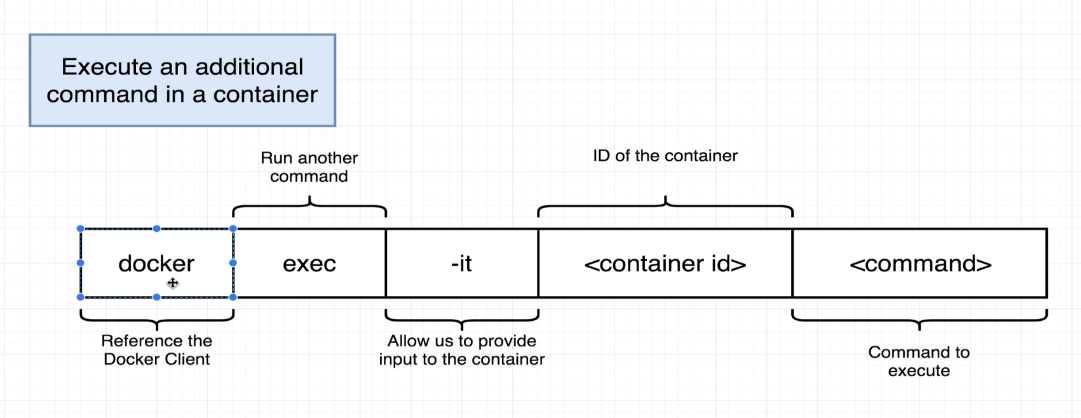 Execute an additional
command in a container
Run another
command
ID of the container
docker
exec
-it
<container id>
<command>
Reference the
Docker Client
Allow us to provide
input to the container
Command to
execute